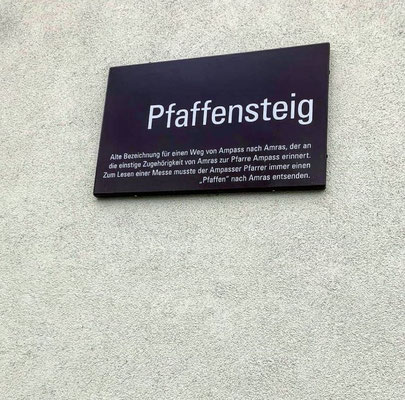 Pfaffensteig
Alte Bezeichnung für einen Weg von Ampass nach Amras, der an
die einstige Zugehörigkeit von Amras zur Pfarre Ampass erinnert.
Zum Lesen einer Messe musste der Ampasser Pfarrer immer einen
„Pfaffen" nach Amras entsenden.